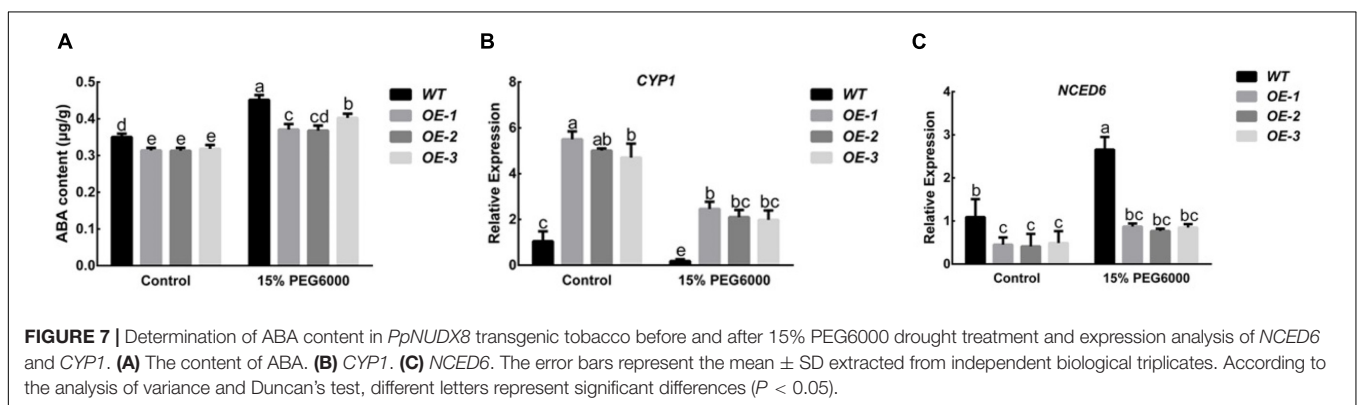 A
ABA content (μg/g)
0.5
0.4
0.3
0.2
0.1
0.0
d
e
e
e
a
c
cd
b
Control
15% PEG6000
WT
OE-1
OE-2
OE-3
B
CYP1
Relative Expression
8
6
4
2
0
c
a
ab
b
e
b
bc
bc
Control
15% PEG6000
WT
OE-1
OE-2
OE-3
C
NCED6
Relative Expression
4
3
2
1
0
b
c
c
c
a
bc
bc
bc
Control
15% PEG6000
WT
OE-1
OE-2
OE-3
FIGURE 7 | Determination of ABA content in PpNUDX8 transgenic tobacco before and after 15% PEG6000 drought treatment and expression analysis of NCED6
and CYP1. (A) The content of ABA. (B) CYP1. (C) NCED6. The error bars represent the mean ± SD extracted from independent biological triplicates. According to
the analysis of variance and Duncan's test, different letters represent significant differences (P < 0.05).